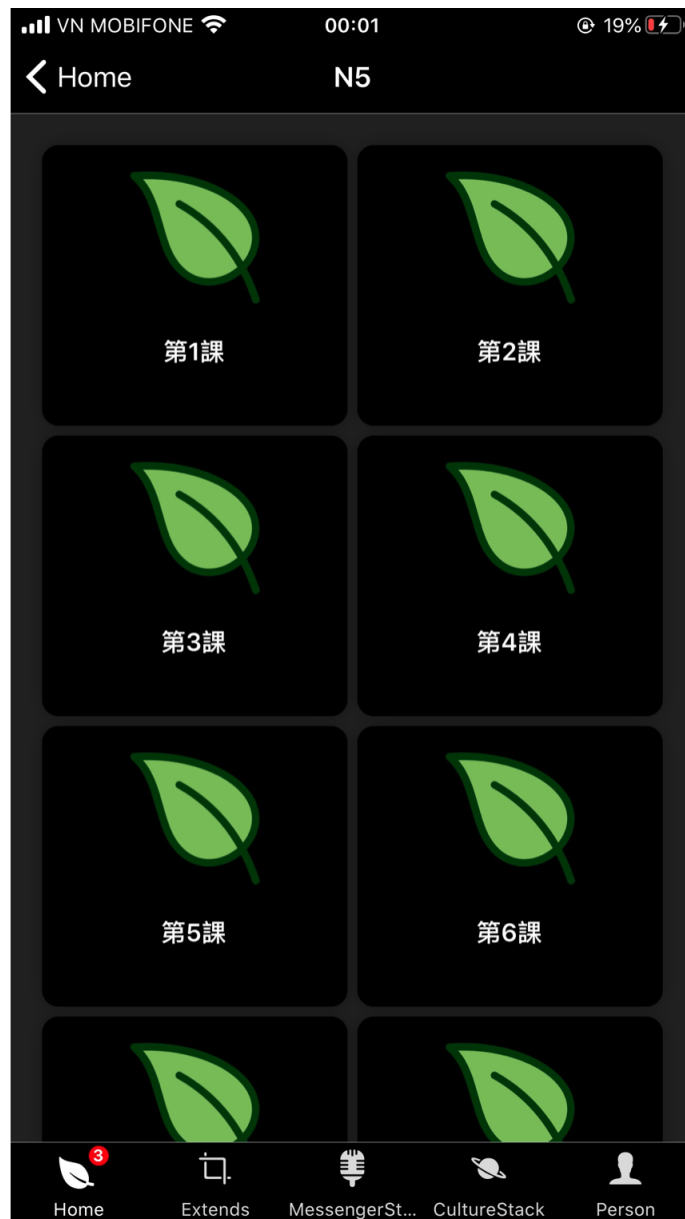 VN MOBIFONE 00:01 19%
Home N5
第1課 第2課
第3課 第4課
第5課 第6課
3
Home Extends MessengerSt... CultureStack Person